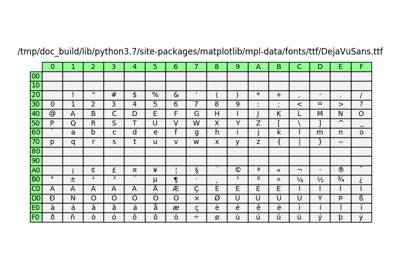 /tmp/doc_build/lib/python3.7/site-packages/matplotlib/mpl-data/fonts/ttf/DejaVuSans.ttf
0 1 2 3 4 5 6 7 8 9 A B C D E F
00
10
20 ! " # $ % & ' ( ) * + , - . /
30 0 1 2 3 4 5 6 7 8 9 : ; < = > ?
40 @ A B C D E F G H I J K L M N O
50 P Q R S T U V W X Y Z [ \ ] ^ _
60 ` a b c d e f g h i j k l m n o
70 p q r s t u v w x y z { | } ~
80
90
A0 ¡ ¢ £ ¤ ¥ ¦ § ¨ © ª « ¬ - ® ¯
B0 ° ± ² ³ ´ µ ¶ · ¸ ¹ º » ¼ ½ ¾ ¿
C0 À Á Â Ã Ä Å Æ Ç È É Ê Ë Ì Í Î Ï
D0 Ð Ñ Ò Ó Ô Õ Ö × Ø Ù Ú Û Ü Ý Þ ß
E0 à á â ã ä å æ ç è é ê ë ì í î ï
F0 ð ñ ò ó ô õ ö ÷ ø ù ú û ü ý þ ÿ